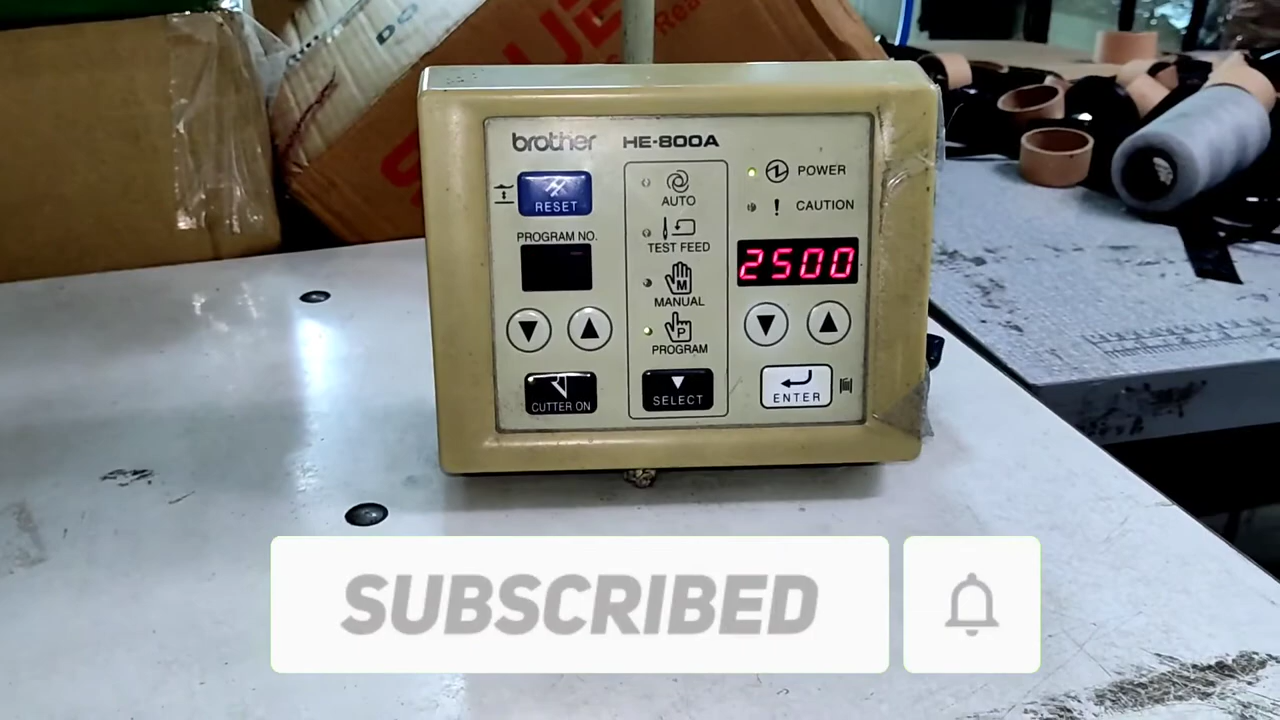 brother HE-800A
RESET
PROGRAM NO.
CUTTER ON
AUTO
TEST FEED
M
MANUAL
P
PROGRAM
SELECT
POWER
! CAUTION
2500
ENTER
SUBSCRIBED